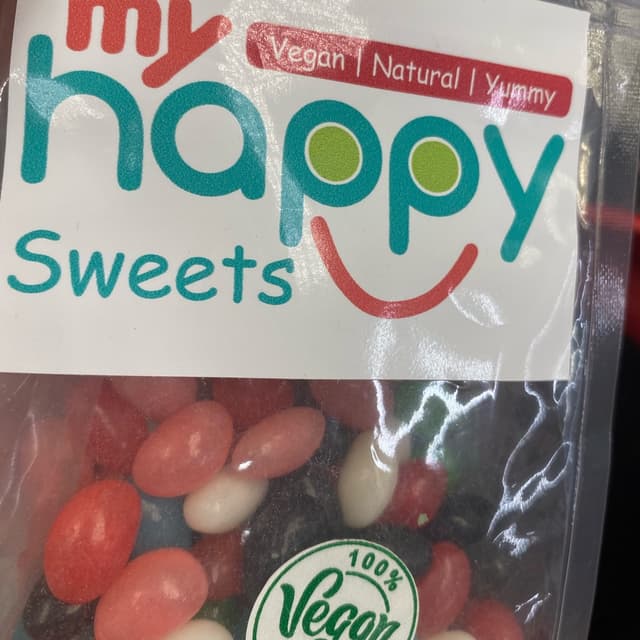 my
Vegan | Natural | Yummy
happy
Sweets
100%
Vegan